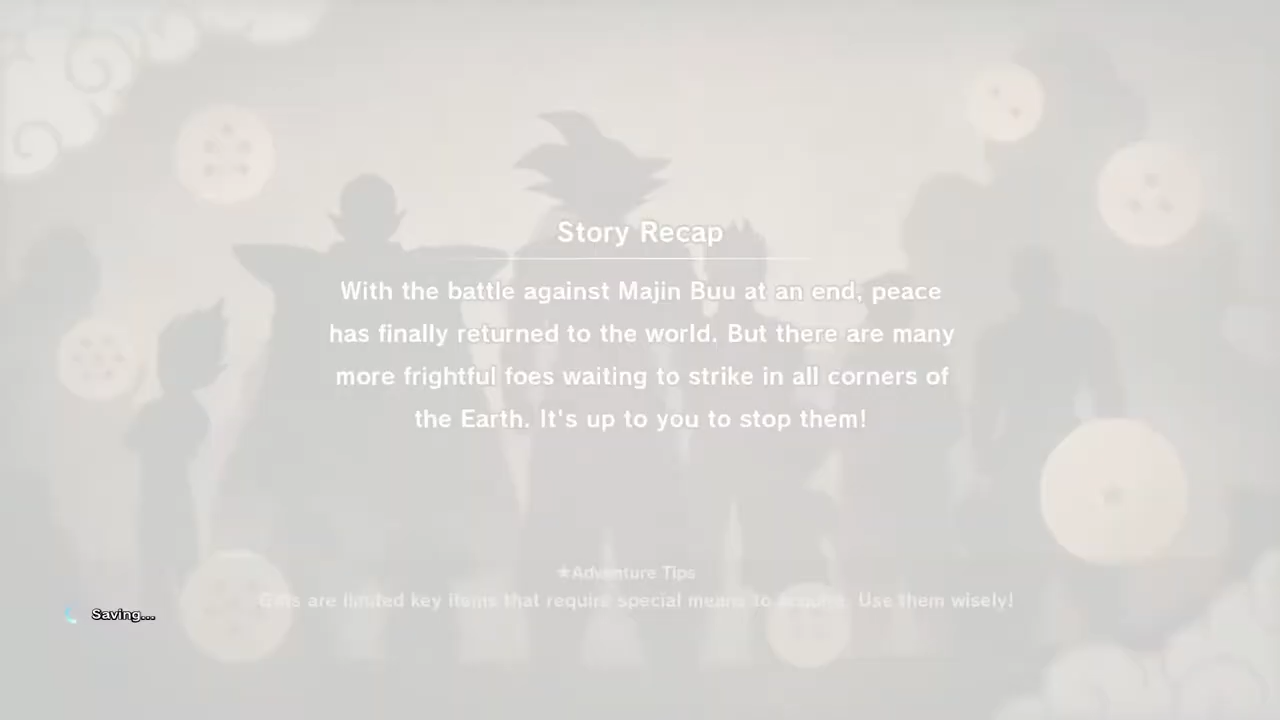 Story Recap
With the battle against Majin Buu at an end, peace
has finally returned to the world. But there are many
more frightful foes waiting to strike in all corners of
the Earth. It's up to you to stop them!
★Adventure Tips
Gifts are limited key items that require special means to acquire. Use them wisely!
Saving...